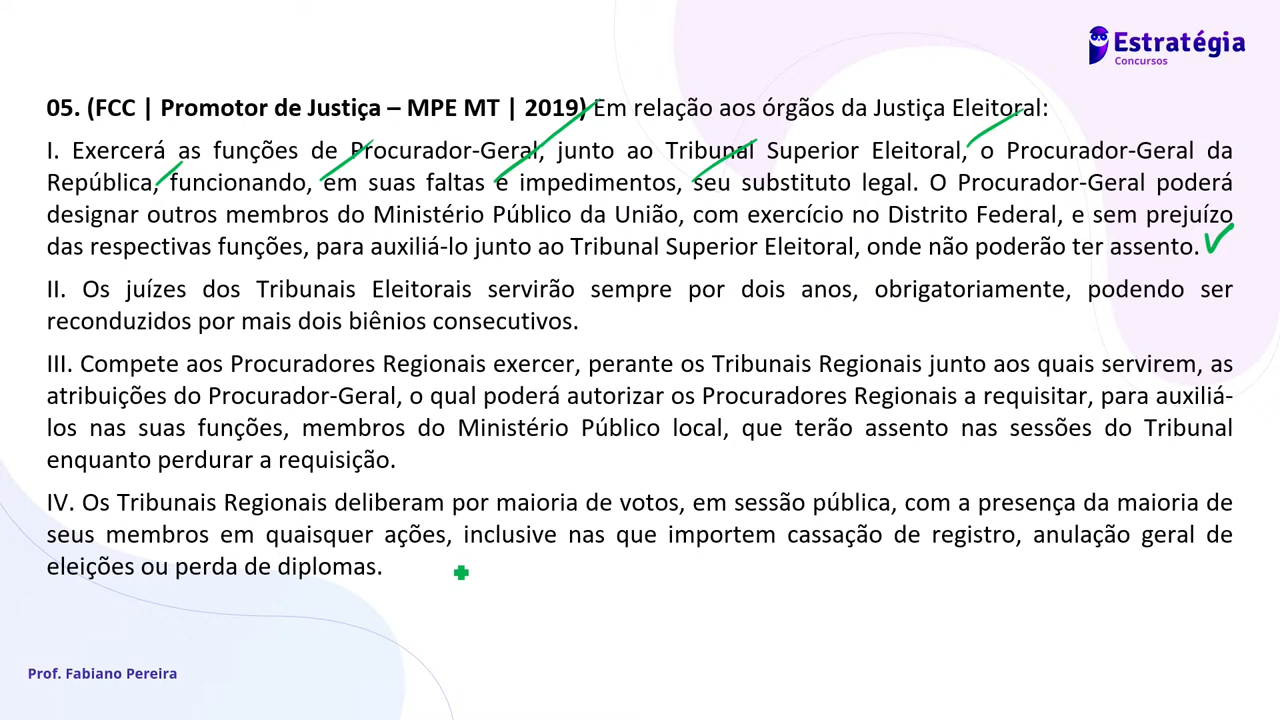 Estratégia
Concursos
05. (FCC | Promotor de Justiça – MPE MT | 2019) Em relação aos órgãos da Justiça Eleitoral:
I. Exercerá as funções de Procurador-Geral, junto ao Tribunal Superior Eleitoral, o Procurador-Geral da
República, funcionando, em suas faltas e impedimentos, seu substituto legal. O Procurador-Geral poderá
designar outros membros do Ministério Público da União, com exercício no Distrito Federal, e sem prejuízo
das respectivas funções, para auxiliá-lo junto ao Tribunal Superior Eleitoral, onde não poderão ter assento.
II. Os juízes dos Tribunais Eleitorais servirão sempre por dois anos, obrigatoriamente, podendo ser
reconduzidos por mais dois biênios consecutivos.
III. Compete aos Procuradores Regionais exercer, perante os Tribunais Regionais junto aos quais servirem, as
atribuições do Procurador-Geral, o qual poderá autorizar os Procuradores Regionais a requisitar, para auxiliá-
los nas suas funções, membros do Ministério Público local, que terão assento nas sessões do Tribunal
enquanto perdurar a requisição.
IV. Os Tribunais Regionais deliberam por maioria de votos, em sessão pública, com a presença da maioria de
seus membros em quaisquer ações, inclusive nas que importem cassação de registro, anulação geral de
eleições ou perda de diplomas.
Prof. Fabiano Pereira